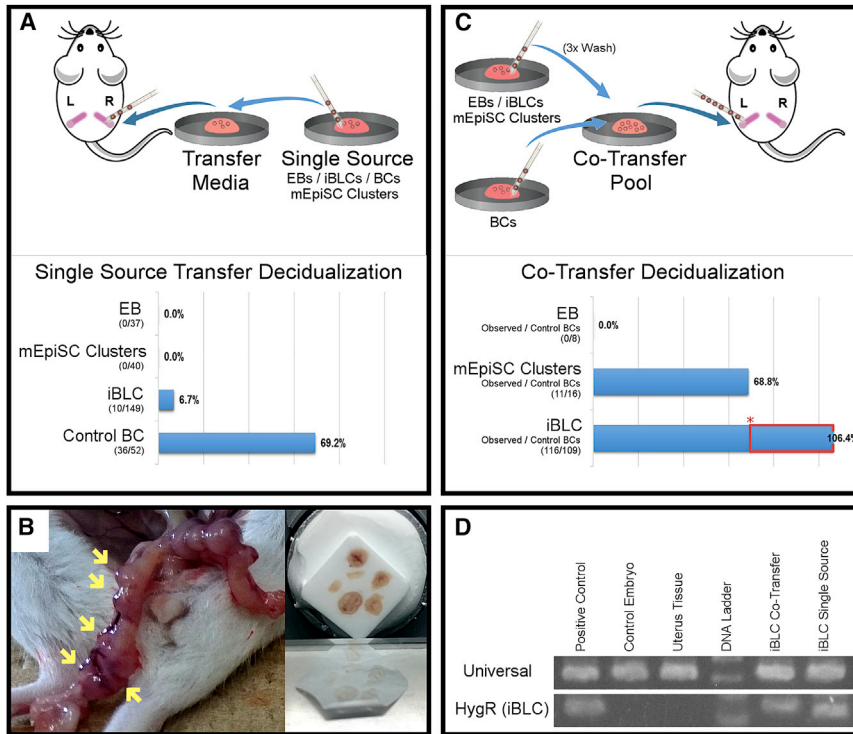 A
L R
Transfer
Media
Single Source
EBs / iBLCs / BCs
mEpiSC Clusters
Single Source Transfer Decidualization
EB
(0/37)
0.0%
mEpiSC Clusters
(0/40)
0.0%
iBLC
(10/149)
6.7%
Control BC
(36/52)
69.2%
B
C
(3x Wash)
EBs / iBLCs
mEpiSC Clusters
BCs
Co-Transfer
Pool
L R
Co-Transfer Decidualization
EB
Observed / Control BCs
(0/8)
0.0%
mEpiSC Clusters
Observed / Control BCs
(11/16)
68.8%
iBLC
Observed / Control BCs
(116/109)
*
106.4%
D
Positive Control
Control Embryo
Uterus Tissue
DNA Ladder
iBLC Co-Transfer
iBLC Single Source
Universal
HygR (iBLC)